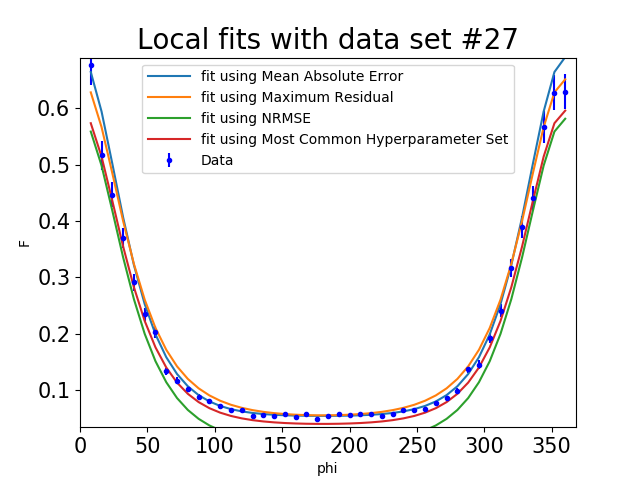 Local fits with data set #27
fit using Mean Absolute Error
fit using Maximum Residual
fit using NRMSE
fit using Most Common Hyperparameter Set
Data
0.6
0.5
0.4
0.3
0.2
0.1
F
0 50 100 150 200 250 300 350
phi